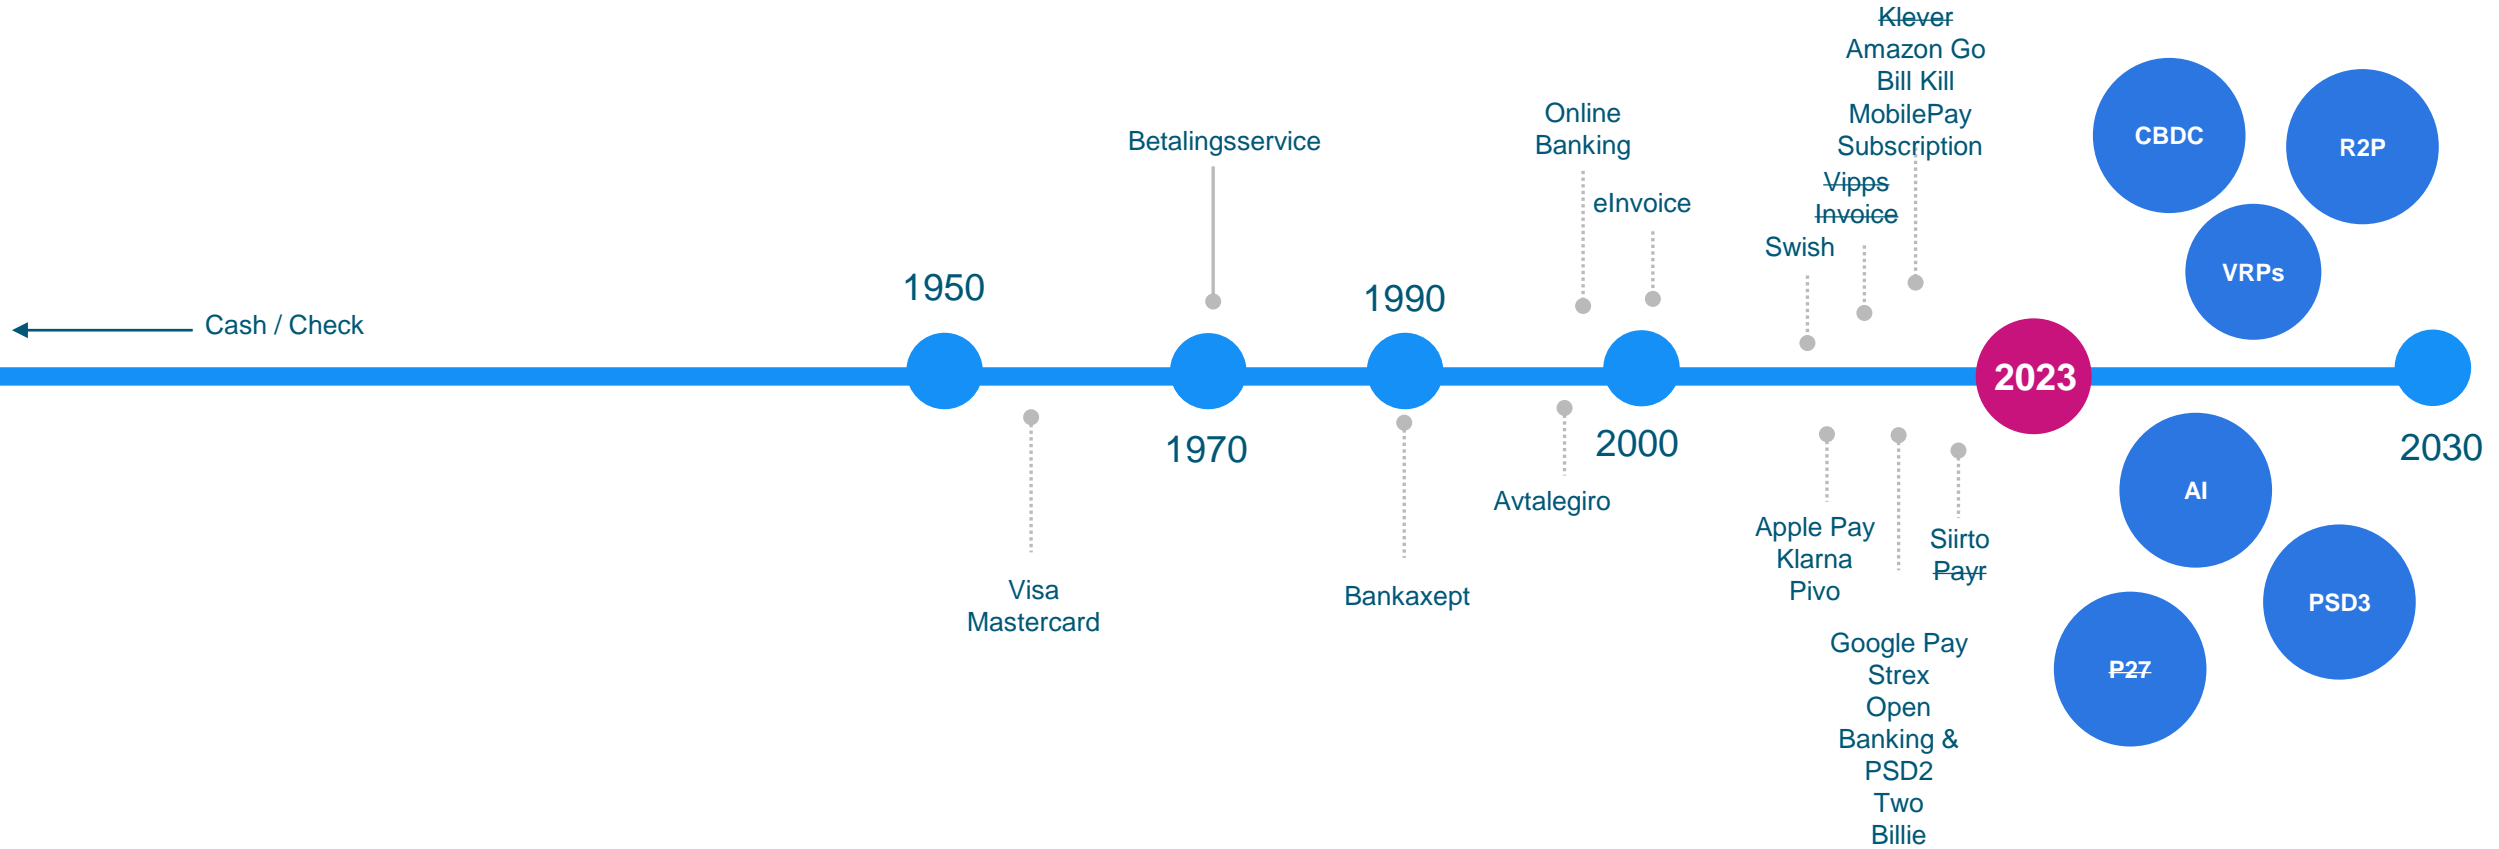 Klever
Amazon Go
Bill Kill
MobilePay
Subscription
Online
Banking
Betalingsservice
CBDC
R2P
Vipps
Invoice
eInvoice
Swish
VRPs
1950
1990
Cash / Check
2023
1970
2000
2030
Avtalegiro
AI
Apple Pay
Klarna
Pivo
Siirto
Payr
Visa
Mastercard
Bankaxept
PSD3
Google Pay
Strex
Open
Banking &
PSD2
Two
Billie
P27